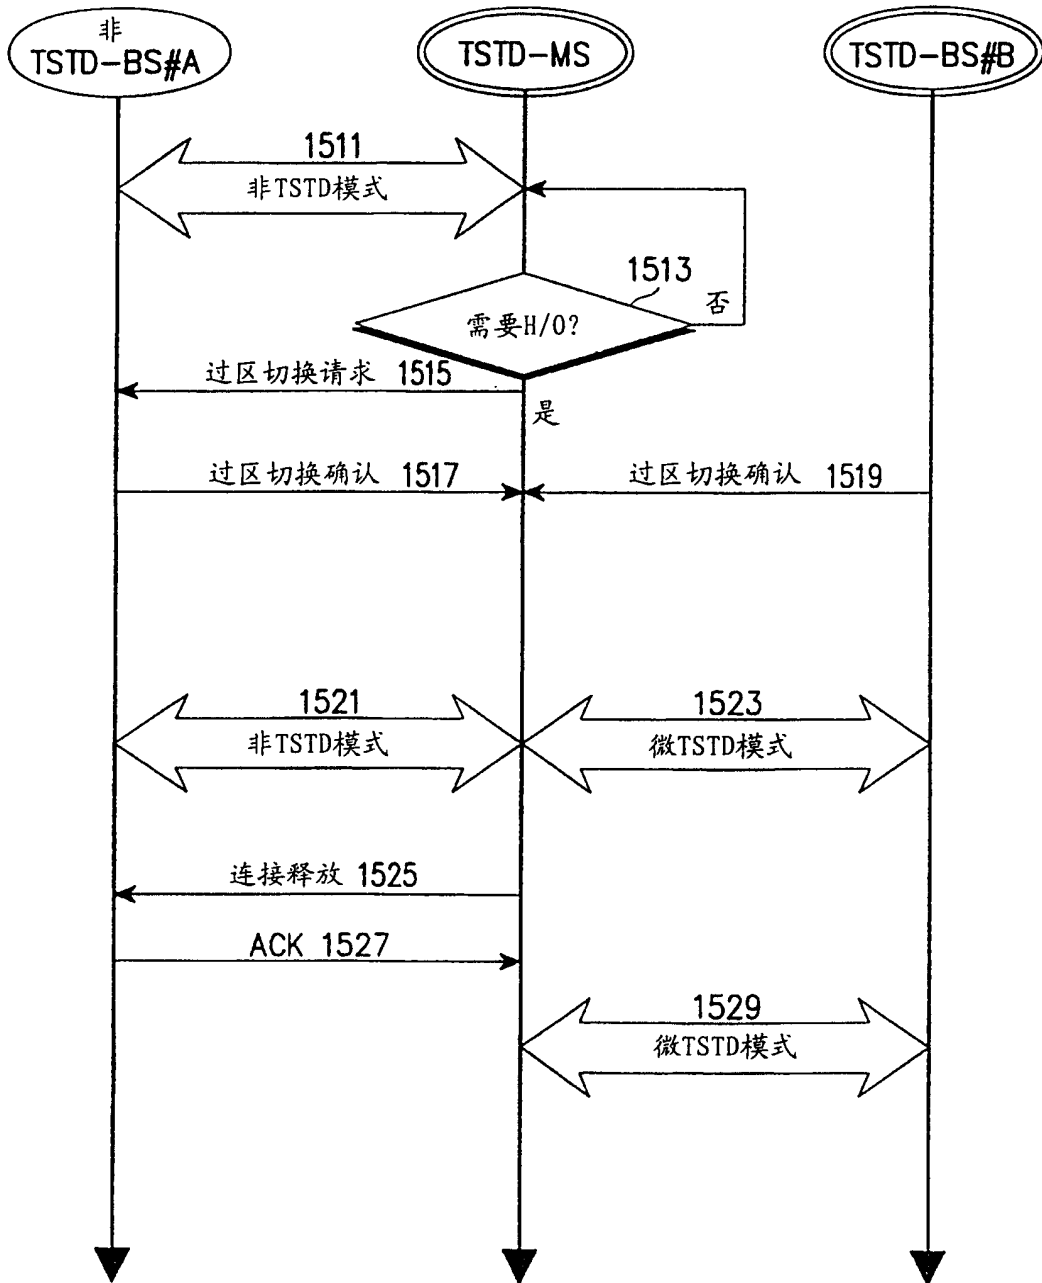 非
TSTD-BS#A
TSTD-MS
TSTD-BS#B
1511
非TSTD模式
1513
需要H/O?
否
过区切换请求 1515
是
过区切换确认 1517
过区切换确认 1519
1521
非TSTD模式
1523
微TSTD模式
连接释放 1525
ACK 1527
1529
微TSTD模式